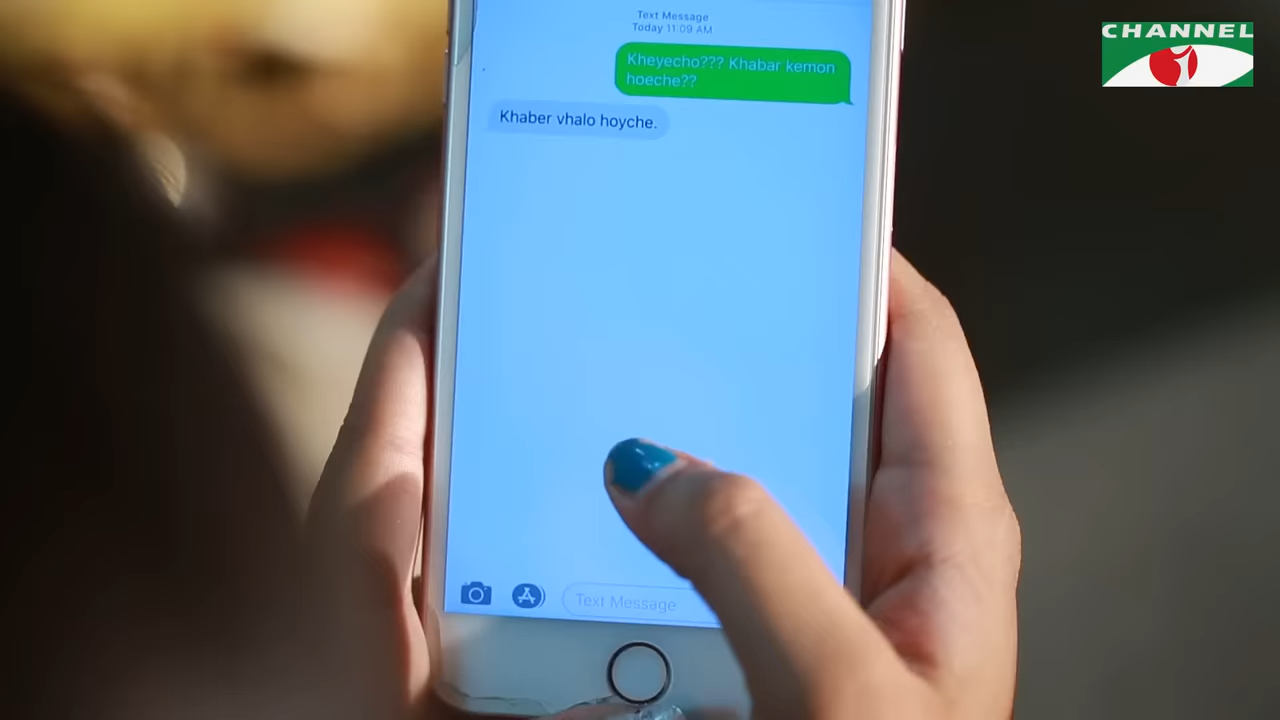 CHANNEL
Text Message
Today 11:09 AM
Kheyecho??? Khabar kemon
hoeche??
Khaber vhalo hoyche.
Text Message